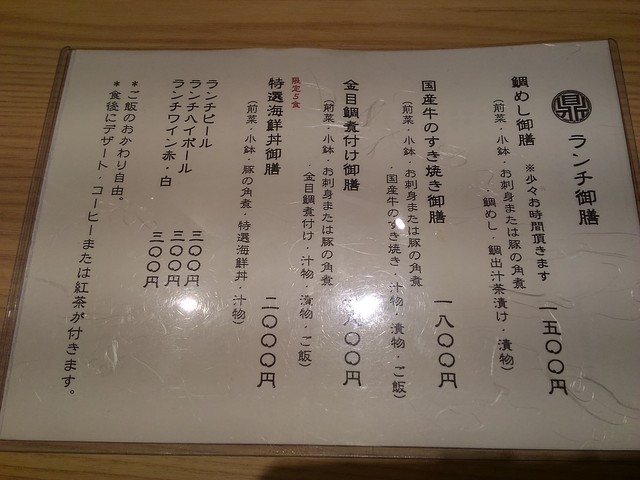 鼎 ランチ御膳
鯛めし御膳 ※少々お時間頂きます 一五〇〇円
(前菜・小鉢・お刺身または豚の角煮
・鯛めし・鯛出汁茶漬け・漬物)
国産牛のすき焼き御膳 一八〇〇円
(前菜・小鉢・お刺身または豚の角煮
・国産牛のすき焼き・汁物・漬物・ご飯)
金目鯛煮付け御膳 八〇〇円
(前菜・小鉢・お刺身または豚の角煮
・金目鯛煮付け・汁物・漬物・ご飯)
限定5食
特選海鮮丼御膳 二〇〇〇円
(前菜・小鉢・豚の角煮・特選海鮮丼・汁物)
ランチビール 三〇〇円
ランチハイボール 三〇〇円
ランチワイン赤・白 三〇〇円
*ご飯のおかわり自由。
*食後にデザート・コーヒーまたは紅茶が付きます。